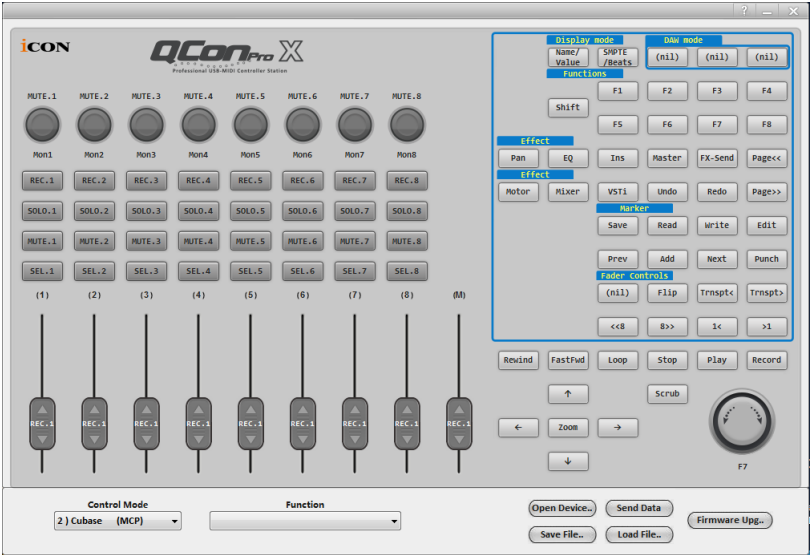 ? _ X
iCON
QCon Pro X
Professional USB-MIDI Controller Station
Display mode DAW mode
Name/ SMPTE (nil) (nil) (nil)
Value /Beats
Functions
Shift F1 F2 F3 F4
F5 F6 F7 F8
Effect
Pan EQ Ins Master FX-Send Page<<
Effect
Motor Mixer VSTi Undo Redo Page>>
Marker
Save Read Write Edit
Prev Add Next Punch
Fader Controls
(nil) Flip Trnspt< Trnspt>
<<8 8>> 1< >1
MUTE.1 MUTE.2 MUTE.3 MUTE.4 MUTE.5 MUTE.6 MUTE.7 MUTE.8
Mon1 Mon2 Mon3 Mon4 Mon5 Mon6 Mon7 Mon8
REC.1 REC.2 REC.3 REC.4 REC.5 REC.6 REC.7 REC.8
SOLO.1 SOLO.2 SOLO.3 SOLO.4 SOLO.5 SOLO.6 SOLO.7 SOLO.8
MUTE.1 MUTE.2 MUTE.3 MUTE.4 MUTE.5 MUTE.6 MUTE.7 MUTE.8
SEL.1 SEL.2 SEL.3 SEL.4 SEL.5 SEL.6 SEL.7 SEL.8
(1) (2) (3) (4) (5) (6) (7) (8) (M)
REC.1 REC.1 REC.1 REC.1 REC.1 REC.1 REC.1 REC.1 REC.1
Rewind FastFwd Loop Stop Play Record
↑ Scrub
← Zoom →
↓
F7
Control Mode Function
2 ) Cubase (MCP)
Open Device.. Send Data
Save File.. Load File..
Firmware Upg..